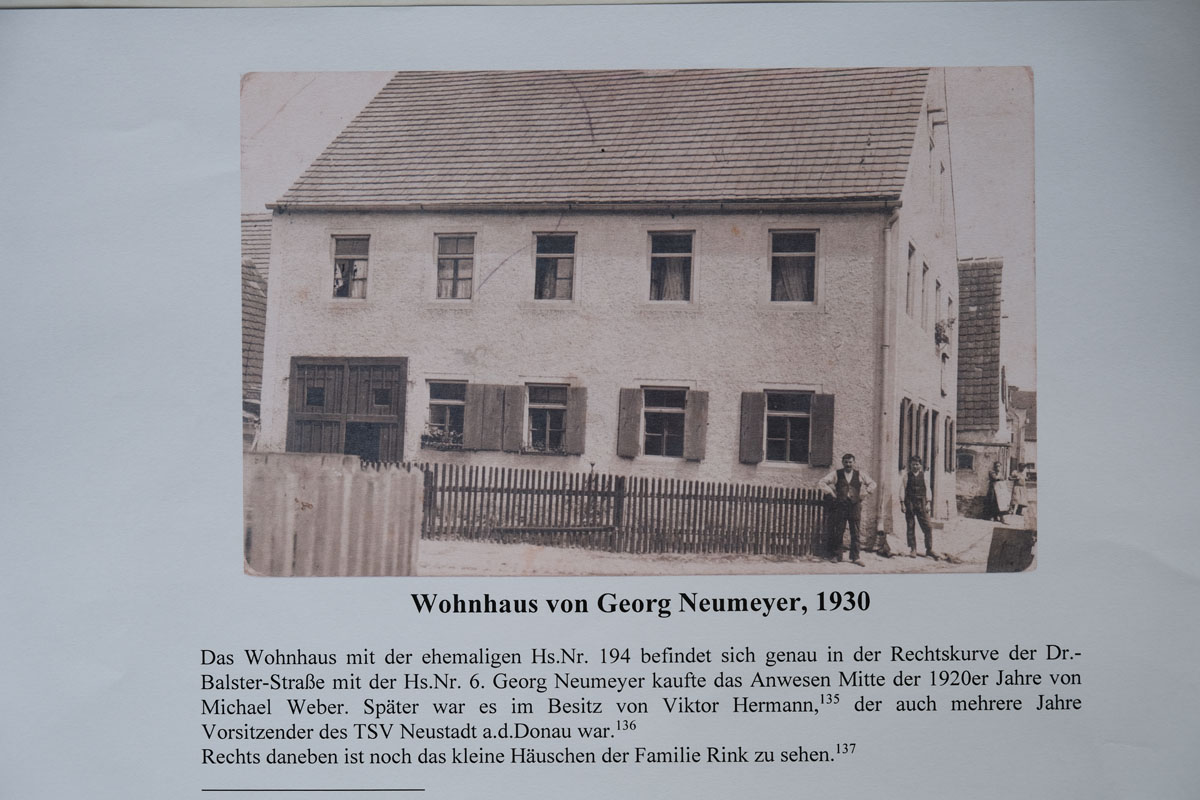 Wohnhaus von Georg Neumeyer, 1930
Das Wohnhaus mit der ehemaligen Hs.Nr. 194 befindet sich genau in der Rechtskurve der Dr.-
Balster-Straße mit der Hs.Nr. 6. Georg Neumeyer kaufte das Anwesen Mitte der 1920er Jahre von
Michael Weber. Später war es im Besitz von Viktor Hermann,¹³⁵ der auch mehrere Jahre
Vorsitzender des TSV Neustadt a.d.Donau war.¹³⁶
Rechts daneben ist noch das kleine Häuschen der Familie Rink zu sehen.¹³⁷